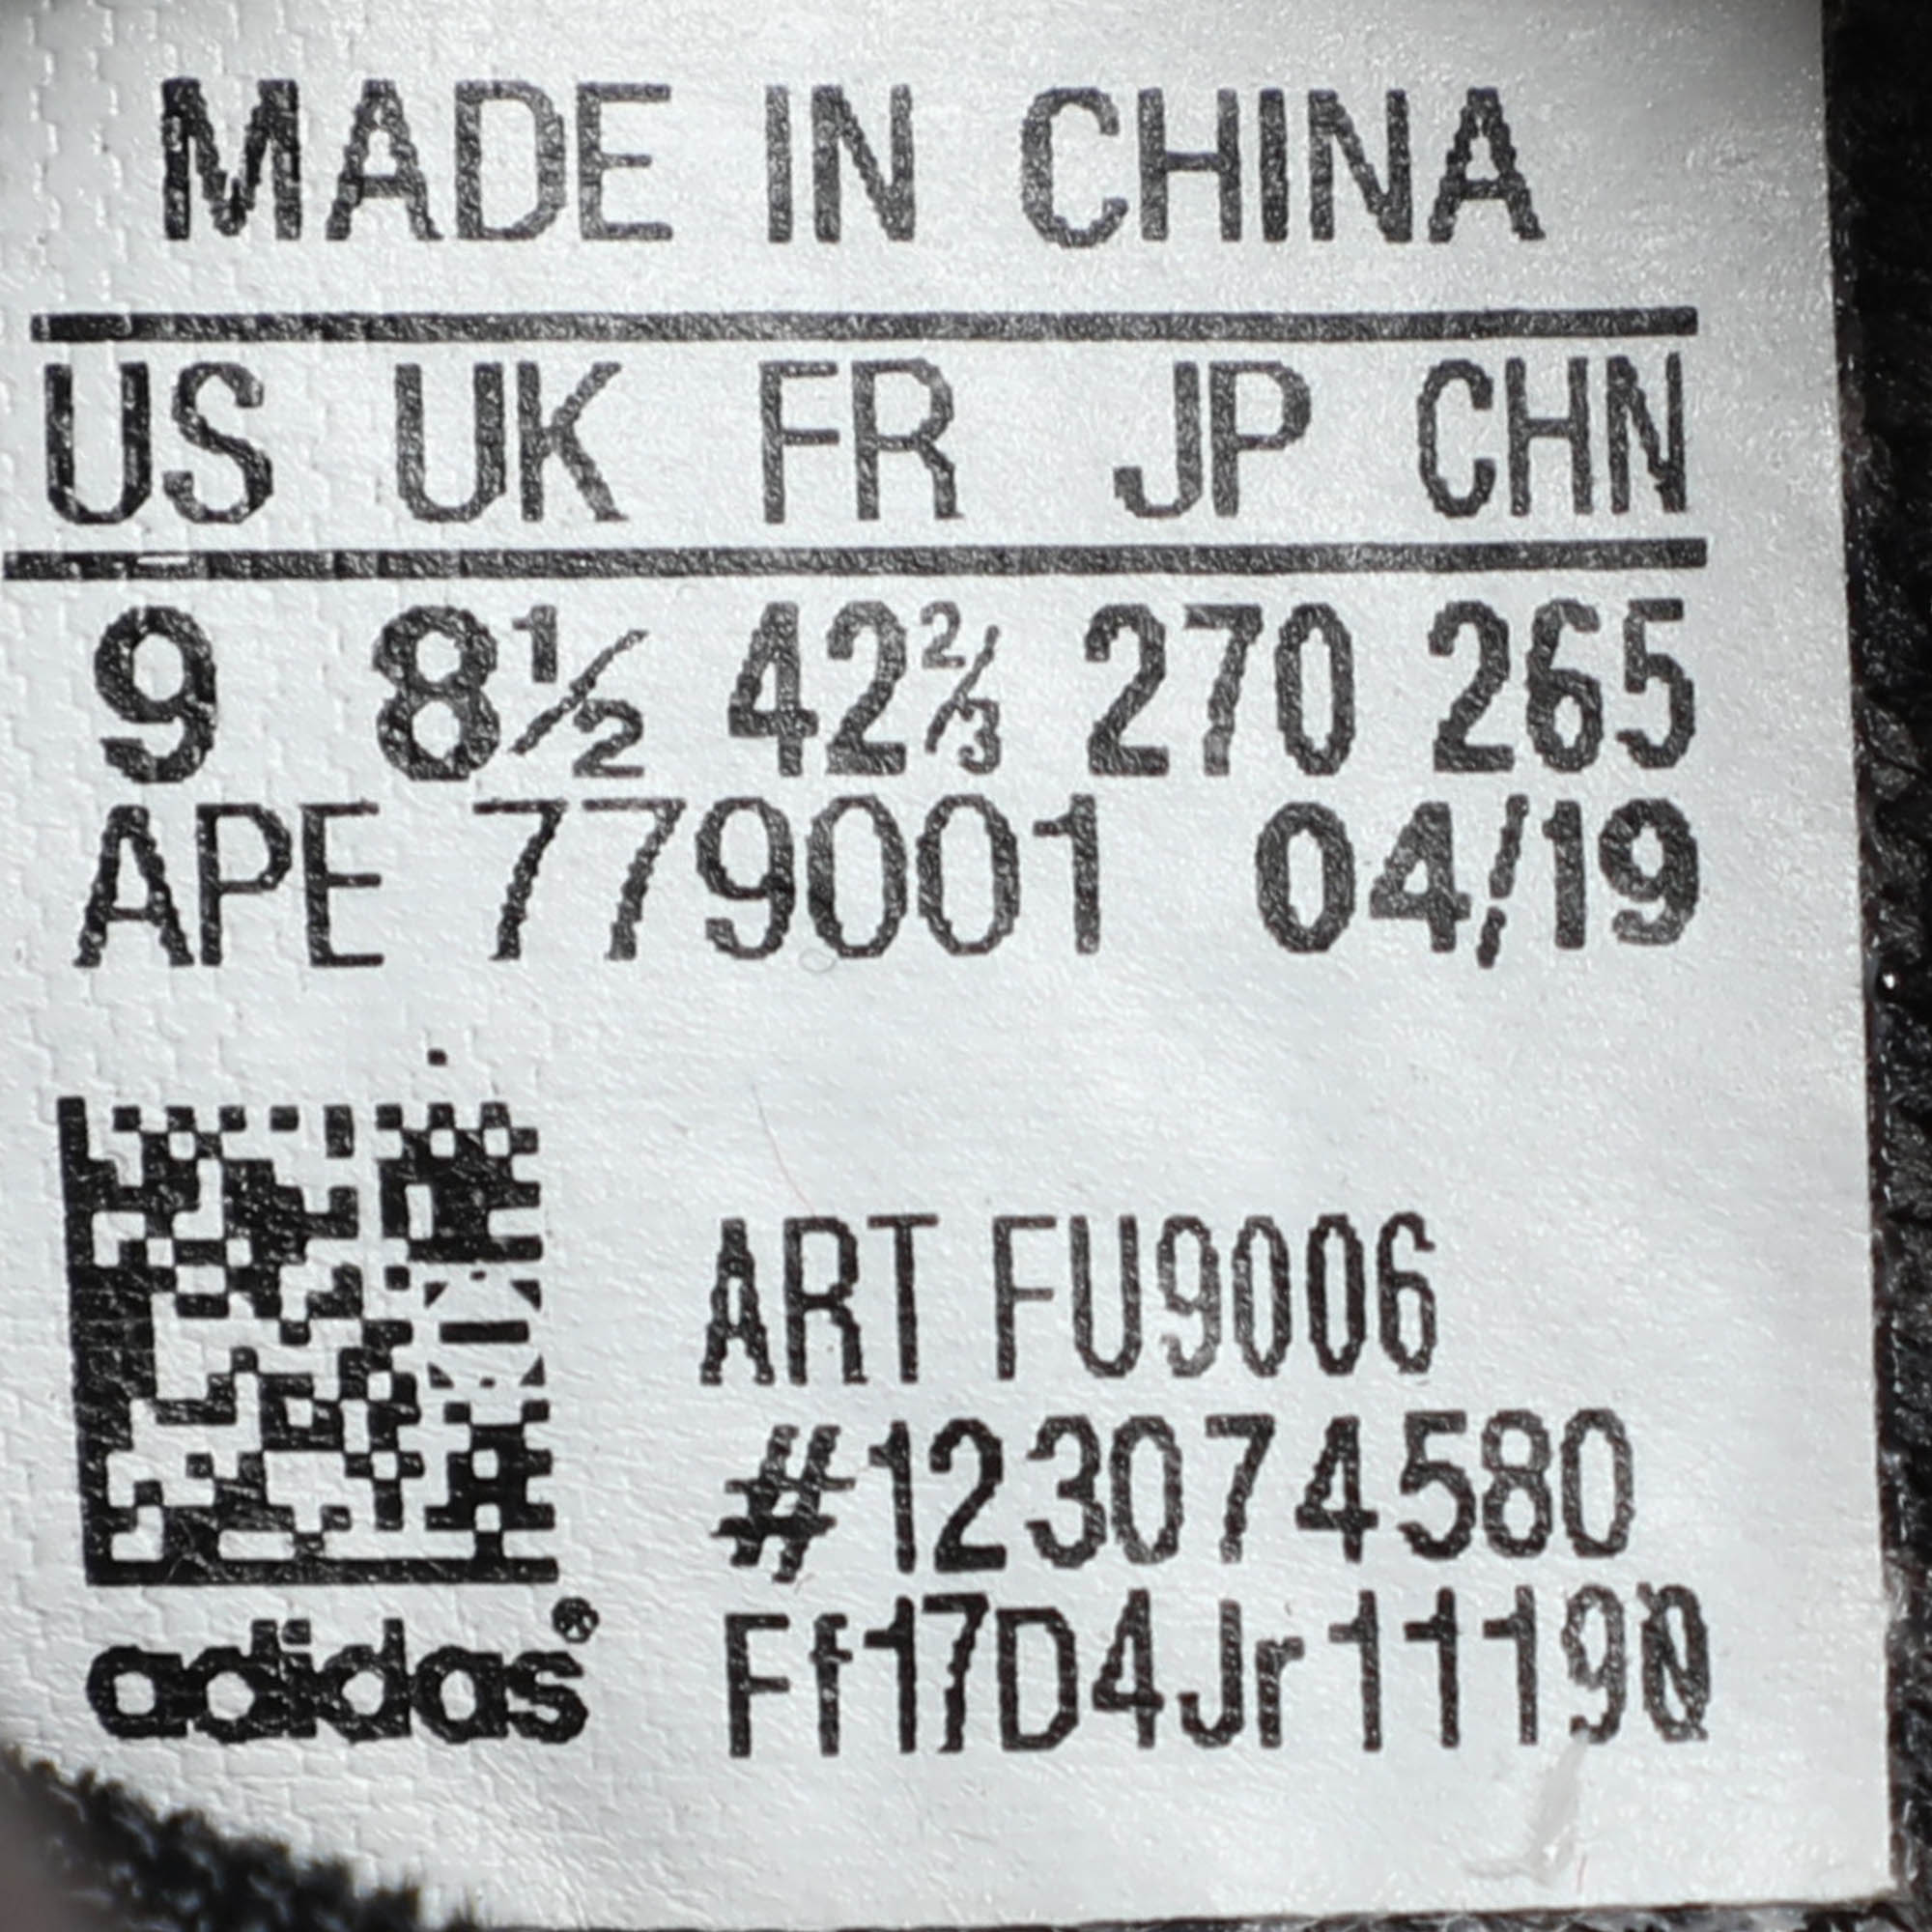 MADE IN CHINA
US UK FR JP CHN
9 8½ 42⅔ 270 265
APE 779001 04/19
ART FU9006
#123074580
Ff17D4Jr11190
adidas®